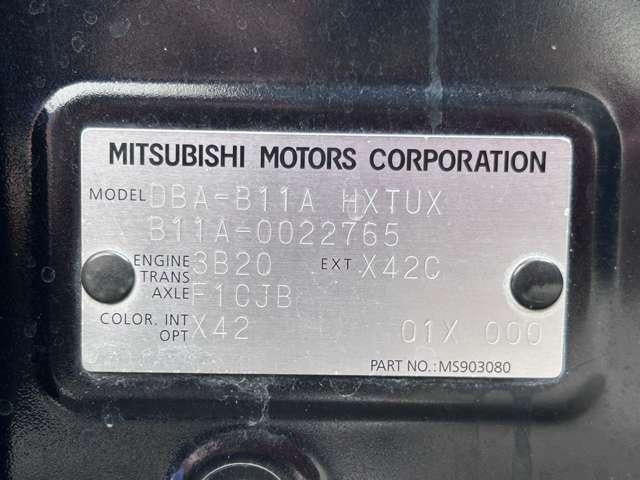 MITSUBISHI MOTORS CORPORATION
MODEL DBA-B11A HXTUX
B11A-0022765
ENGINE 3B20 EXT X42C
TRANS AXLE F1CJB
COLOR. INT OPT X42 01X 000
PART NO.:MS903080